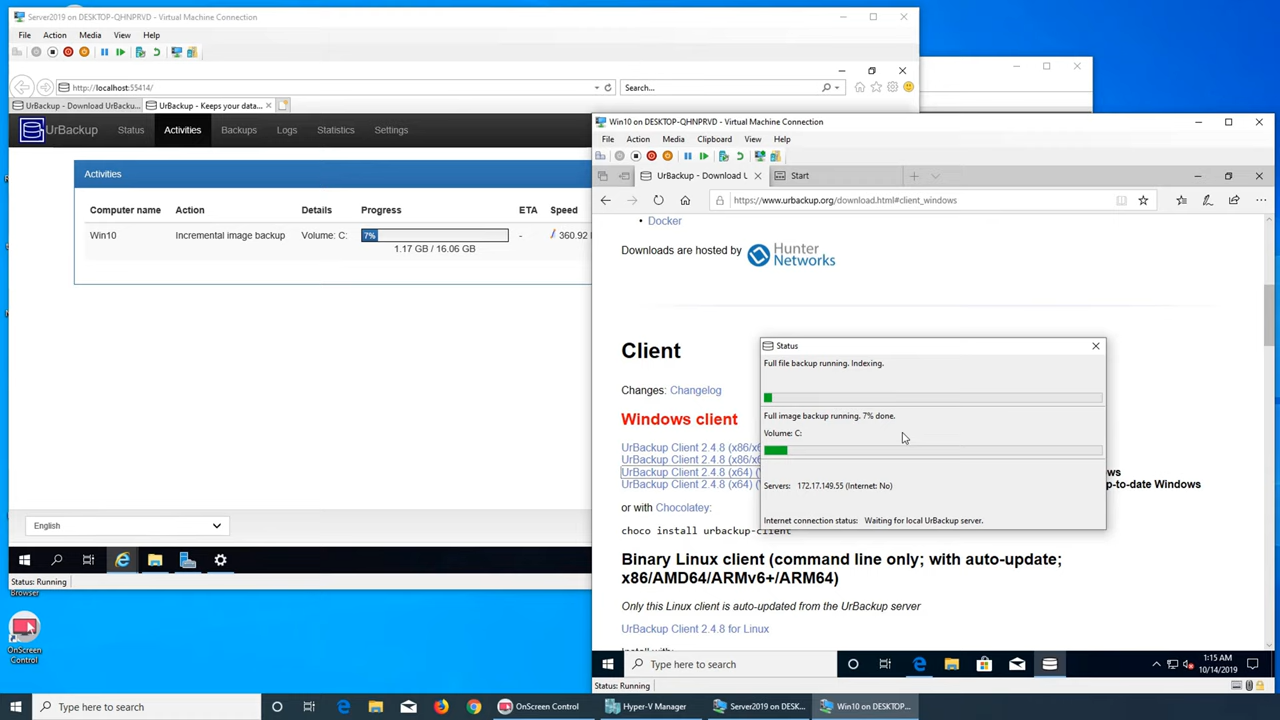 Server2019 on DESKTOP-QHNPRVD - Virtual Machine Connection
File Action Media View Help
http://localhost:55414/
Search...
UrBackup - Download UrBacku...
UrBackup - Keeps your data...
UrBackup Status Activities Backups Logs Statistics Settings
Activities
Computer name Action Details Progress ETA Speed
Win10 Incremental image backup Volume: C: 7% - 360.92
1.17 GB / 16.06 GB
English
Status: Running
Browser
OnScreen
Control
Win10 on DESKTOP-QHNPRVD - Virtual Machine Connection
File Action Media Clipboard View Help
UrBackup - Download U
Start
https://www.urbackup.org/download.html#client_windows
• Docker
Downloads are hosted by Hunter
Networks
Client
Changes: Changelog
Windows client
UrBackup Client 2.4.8 (x86/x
UrBackup Client 2.4.8 (x86/x
UrBackup Client 2.4.8 (x64) ws
UrBackup Client 2.4.8 (x64) p-to-date Windows
or with Chocolatey:
choco install urbackup-client
Binary Linux client (command line only; with auto-update;
x86/AMD64/ARMv6+/ARM64)
Only this Linux client is auto-updated from the UrBackup server
UrBackup Client 2.4.8 for Linux
Status
Full file backup running. Indexing.
Full image backup running. 7% done.
Volume: C:
Servers: 172.17.149.55 (Internet: No)
Internet connection status: Waiting for local UrBackup server.
Type here to search
1:15 AM
10/14/2019
Status: Running
Type here to search
OnScreen Control
Hyper-V Manager
Server2019 on DESK...
Win10 on DESKTOP...